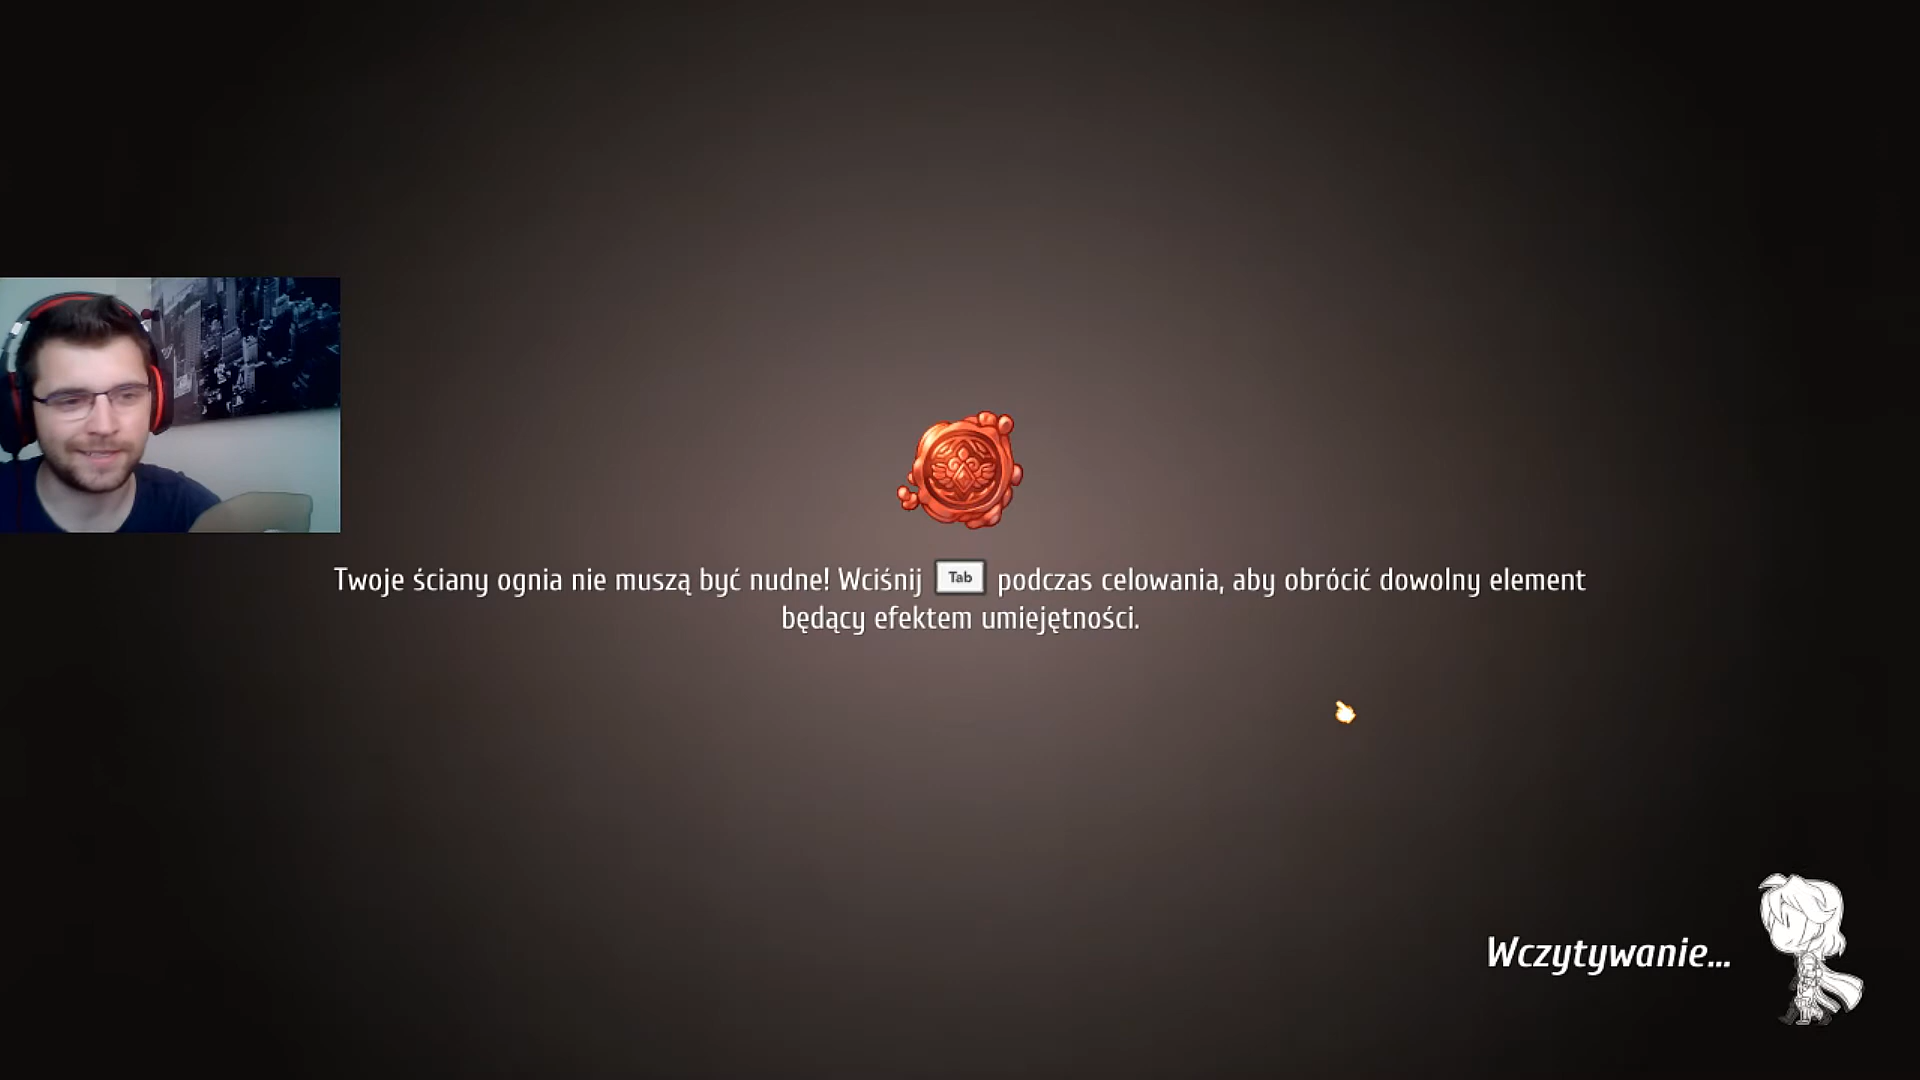 Twoje ściany ognia nie muszą być nudne! Wciśnij Tab podczas celowania, aby obrócić dowolny element
będący efektem umiejętności.
Wczytywanie...